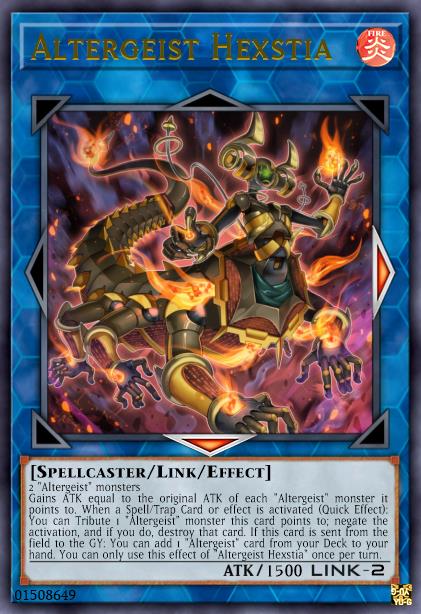 Altergeist Hexstia
FIRE
炎
[Spellcaster/Link/Effect]
2 "Altergeist" monsters
Gains ATK equal to the original ATK of each "Altergeist" monster it
points to. When a Spell/Trap Card or effect is activated (Quick Effect):
You can Tribute 1 "Altergeist" monster this card points to; negate the
activation, and if you do, destroy that card. If this card is sent from the
field to the GY: You can add 1 "Altergeist" card from your Deck to your
hand. You can only use this effect of "Altergeist Hexstia" once per turn.
ATK/1500 LINK-2
01508649